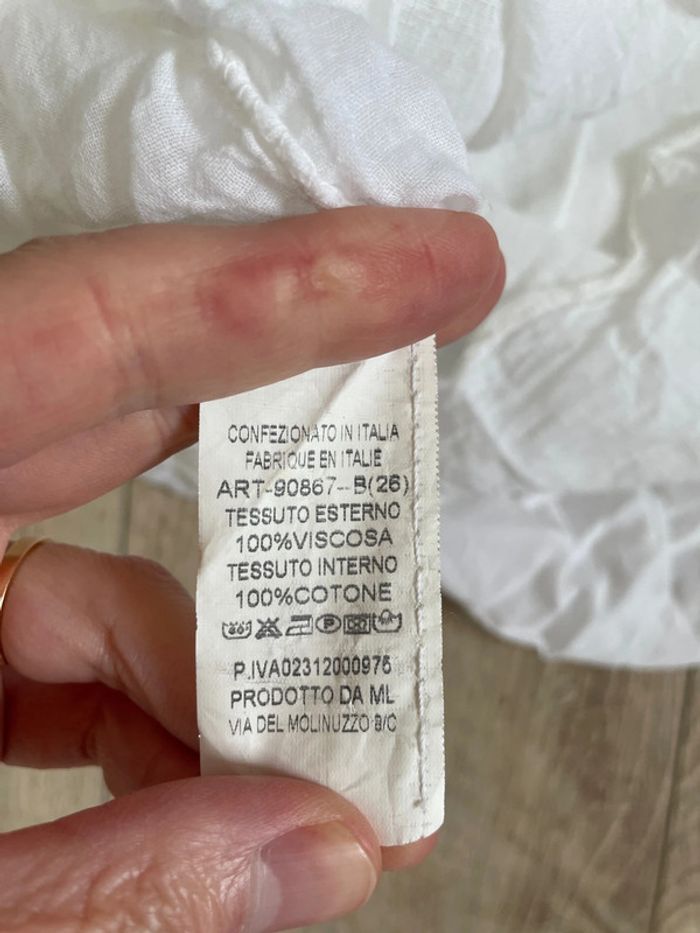 CONFEZIONATO IN ITALIA
FABRIQUE EN ITALIE
ART-90867--B(26)
TESSUTO ESTERNO
100%VISCOSA
TESSUTO INTERNO
100%COTONE
P.IVA02312000975
PRODOTTO DA ML
VIA DEL MOLINUZZO 8/C